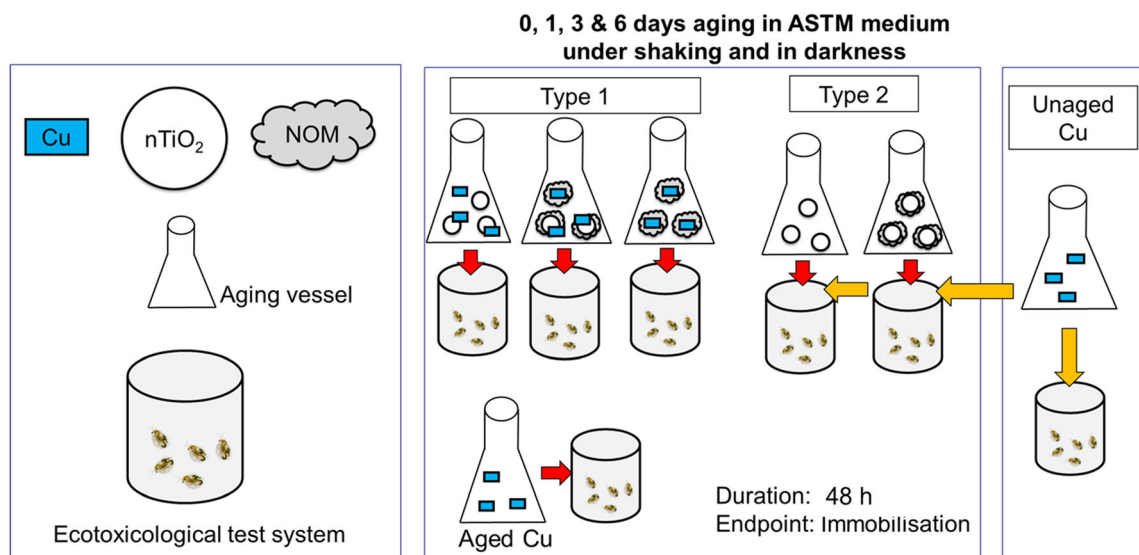 0, 1, 3 & 6 days aging in ASTM medium
under shaking and in darkness
Cu
nTiO₂
NOM
Aging vessel
Ecotoxicological test system
Type 1
Type 2
Aged Cu
Duration: 48 h
Endpoint: Immobilisation
Unaged
Cu